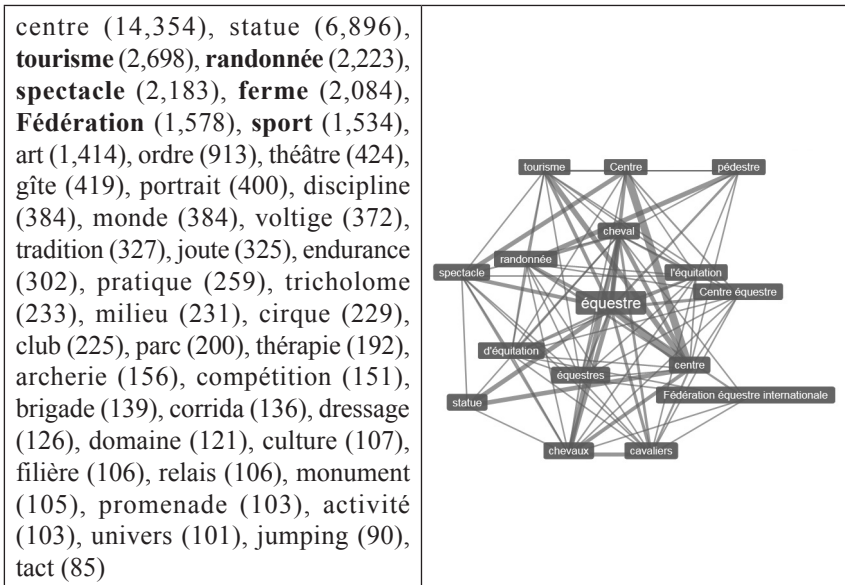 centre (14,354), statue (6,896),
tourisme (2,698), randonnée (2,223),
spectacle (2,183), ferme (2,084),
Fédération (1,578), sport (1,534),
art (1,414), ordre (913), théâtre (424),
gîte (419), portrait (400), discipline
(384), monde (384), voltige (372),
tradition (327), joute (325), endurance
(302), pratique (259), tricholome
(233), milieu (231), cirque (229),
club (225), parc (200), thérapie (192),
archerie (156), compétition (151),
brigade (139), corrida (136), dressage
(126), domaine (121), culture (107),
filière (106), relais (106), monument
(105), promenade (103), activité
(103), univers (101), jumping (90),
tact (85)
tourisme
Centre
pédestre
cheval
randonnée
spectacle
l'équitation
Centre équestre
équestre
d'équitation
centre
équestres
Fédération équestre internationale
statue
chevaux
cavaliers